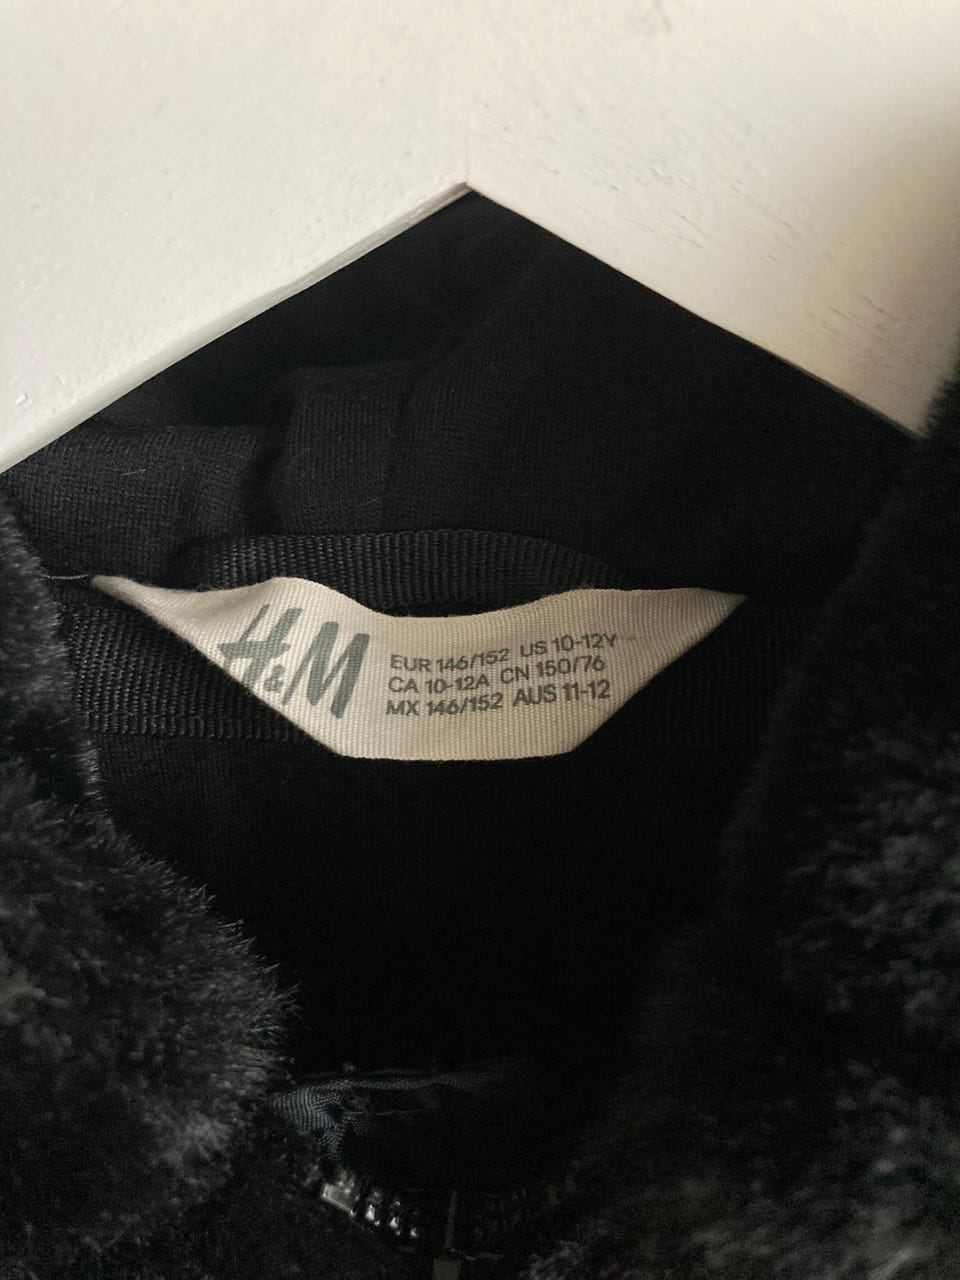 H&M
EUR 146/152 US 10-12Y
CA 10-12A CN 150/76
MX 146/152 AUS 11-12